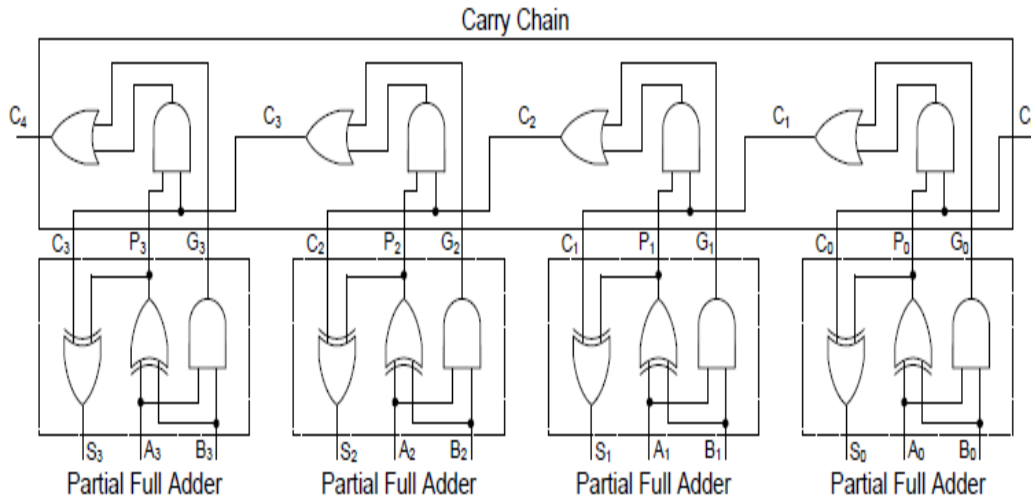 Carry Chain
C₄ C₃ C₂ C₁ C
C₃ P₃ G₃ C₂ P₂ G₂ C₁ P₁ G₁ C₀ P₀ G₀
S₃ A₃ B₃ S₂ A₂ B₂ S₁ A₁ B₁ S₀ A₀ B₀
Partial Full Adder Partial Full Adder Partial Full Adder Partial Full Adder